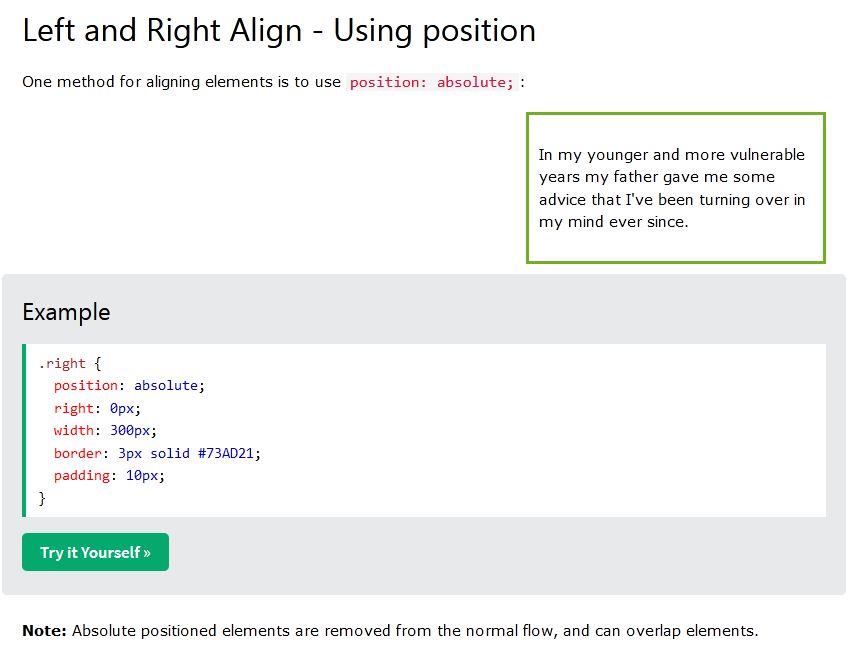 Left and Right Align - Using position
One method for aligning elements is to use position: absolute; :
In my younger and more vulnerable
years my father gave me some
advice that I've been turning over in
my mind ever since.
Example
.right {
  position: absolute;
  right: 0px;
  width: 300px;
  border: 3px solid #73AD21;
  padding: 10px;
}
Try it Yourself »
Note: Absolute positioned elements are removed from the normal flow, and can overlap elements.